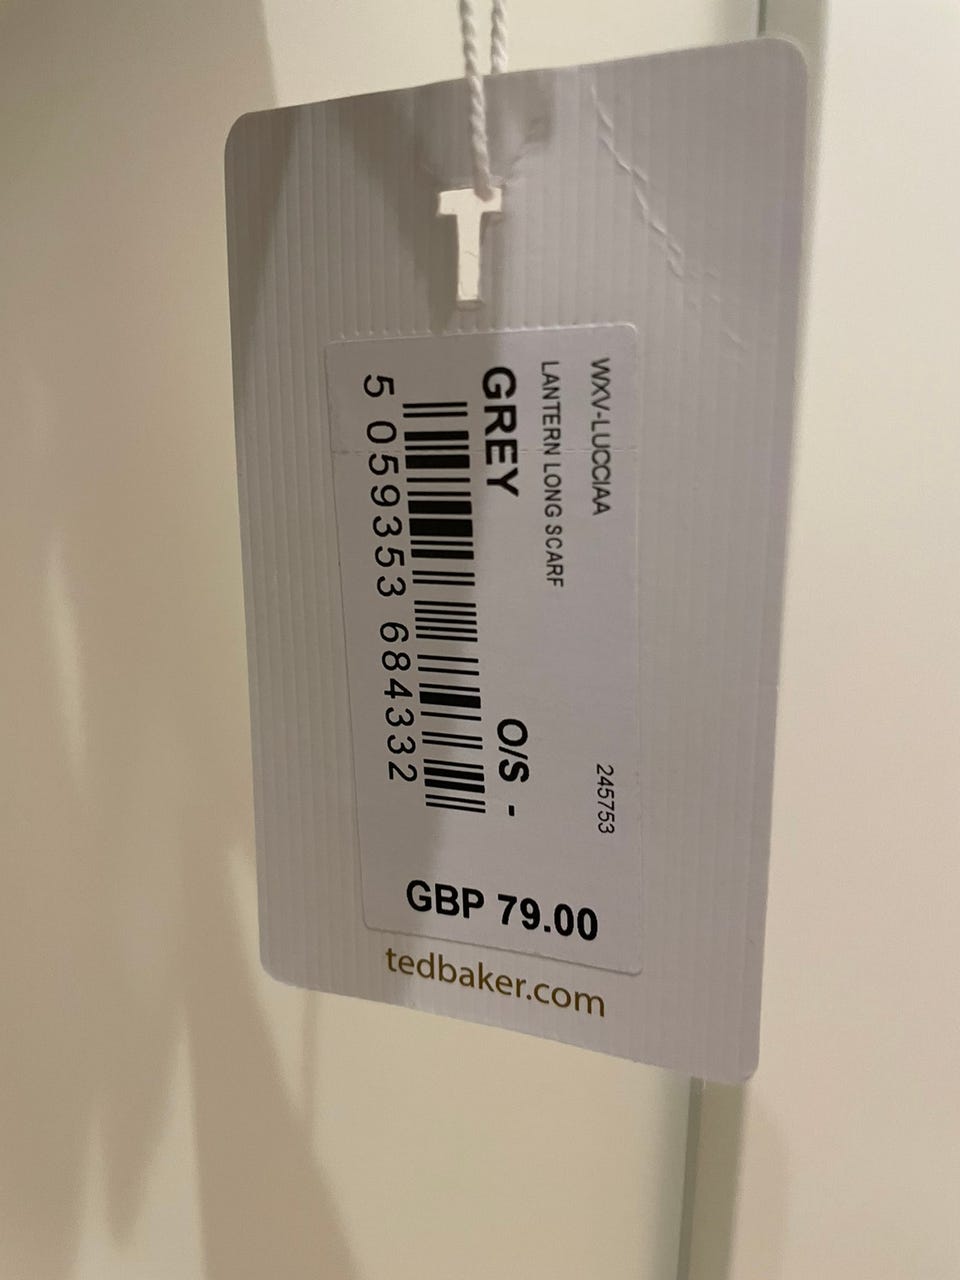 T
WXV-LUCCIAA 245753
LANTERN LONG SCARF
GREY O/S -
5 059353 684332
GBP 79.00
tedbaker.com